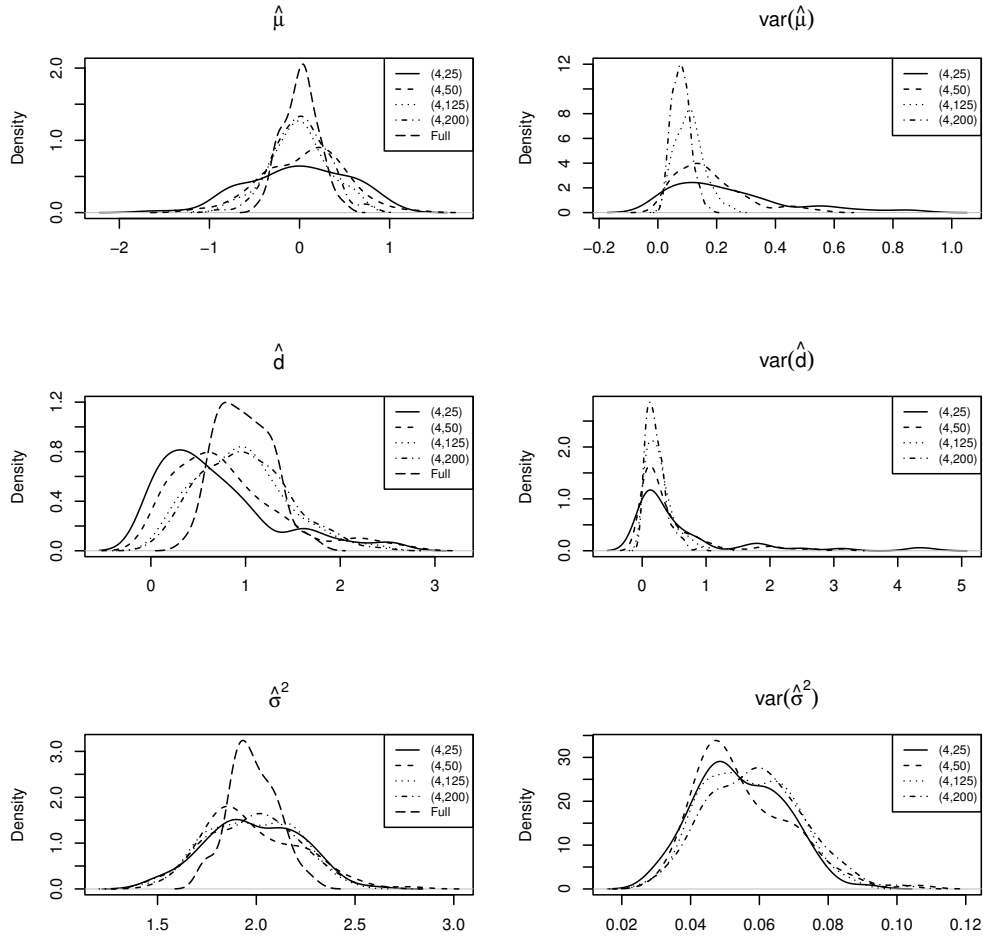 μ̂
Density
0.0 1.0 2.0
−2 −1 0 1
(4,25)
(4,50)
(4,125)
(4,200)
Full
var(μ̂)
Density
0 2 4 6 8 12
−0.2 0.0 0.2 0.4 0.6 0.8 1.0
(4,25)
(4,50)
(4,125)
(4,200)
d̂
Density
0.0 0.4 0.8 1.2
0 1 2 3
(4,25)
(4,50)
(4,125)
(4,200)
Full
var(d̂)
Density
0.0 1.0 2.0
0 1 2 3 4 5
(4,25)
(4,50)
(4,125)
(4,200)
σ̂²
Density
0.0 1.0 2.0 3.0
1.5 2.0 2.5 3.0
(4,25)
(4,50)
(4,125)
(4,200)
Full
var(σ̂²)
Density
0 10 20 30
0.02 0.04 0.06 0.08 0.10 0.12
(4,25)
(4,50)
(4,125)
(4,200)